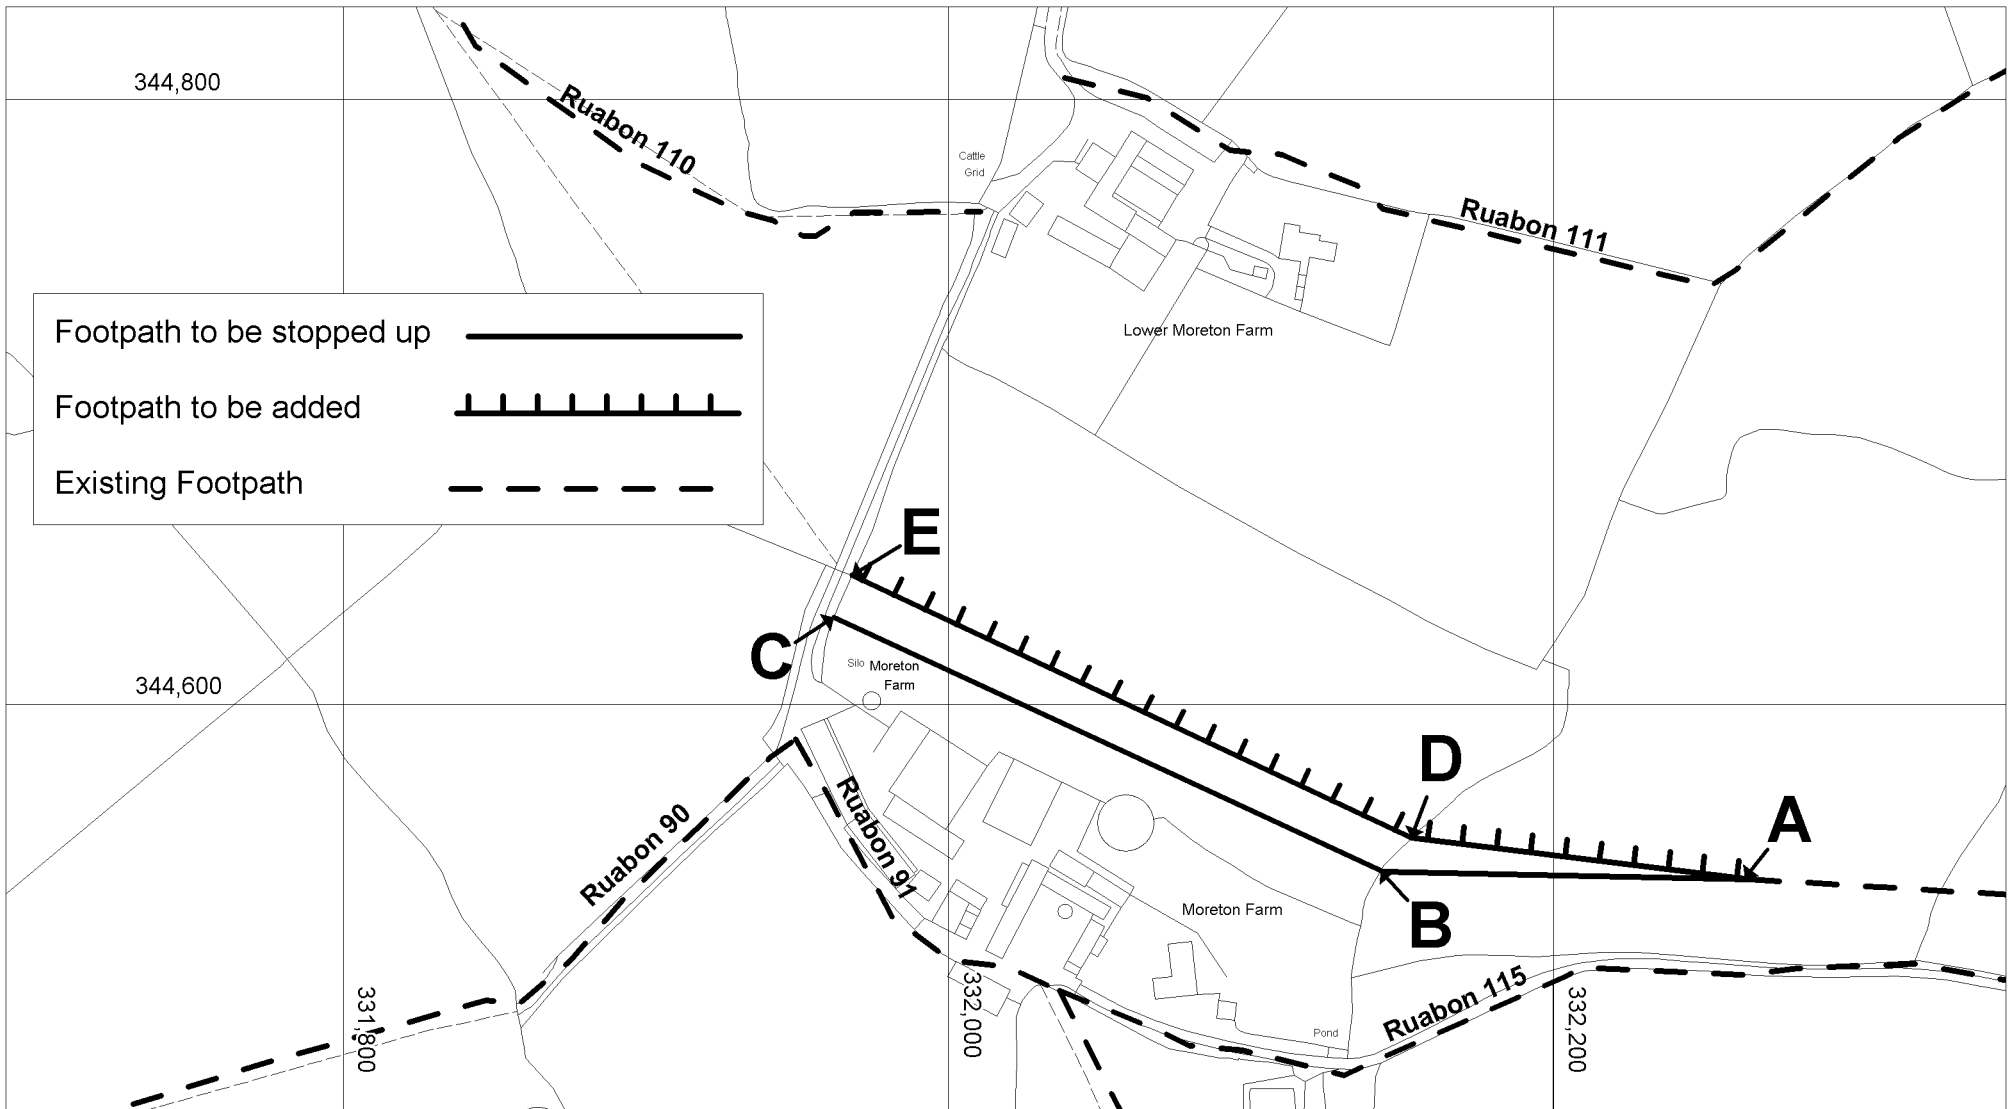 344,800
Ruabon 110
Cattle
Grid
Ruabon 111
Lower Moreton Farm
Footpath to be stopped up
Footpath to be added
Existing Footpath
E
C
Silo
Moreton
Farm
344,600
D
A
Ruabon 90
Ruabon 91
Moreton Farm
B
Ruabon 115
Pond
331,800
332,000
332,200